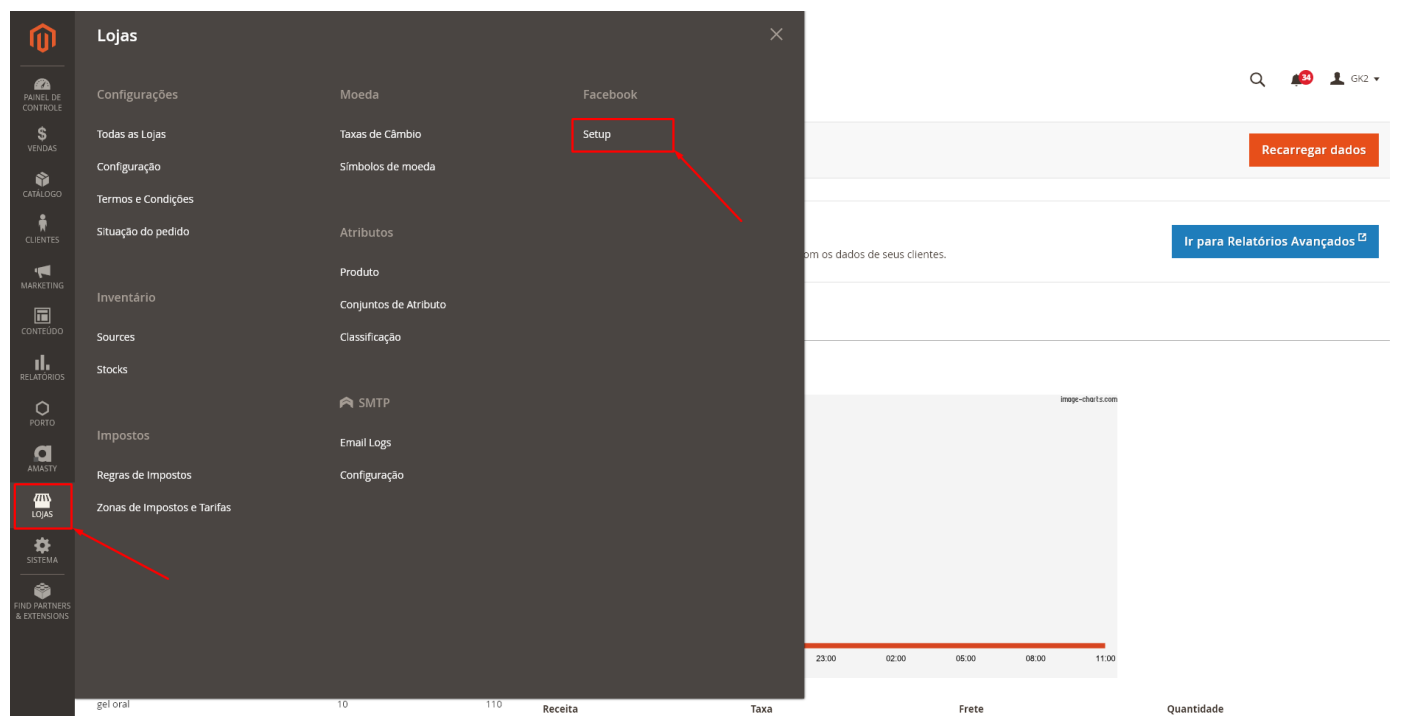 PAINEL DE
CONTROLE
VENDAS
CATÁLOGO
CLIENTES
MARKETING
CONTEÚDO
RELATÓRIOS
PORTO
AMASTY
LOJAS
SISTEMA
FIND PARTNERS
& EXTENSIONS
Lojas
Configurações
Todas as Lojas
Configuração
Termos e Condições
Situação do pedido
Inventário
Sources
Stocks
Impostos
Regras de Impostos
Zonas de Impostos e Tarifas
Moeda
Taxas de Câmbio
Símbolos de moeda
Atributos
Produto
Conjuntos de Atributo
Classificação
SMTP
Email Logs
Configuração
Facebook
Setup
34
GK2
Recarregar dados
om os dados de seus clientes.
Ir para Relatórios Avançados
image-charts.com
23:00 02:00 05:00 08:00 11:00
gel oral 10 110
Receita Taxa Frete Quantidade